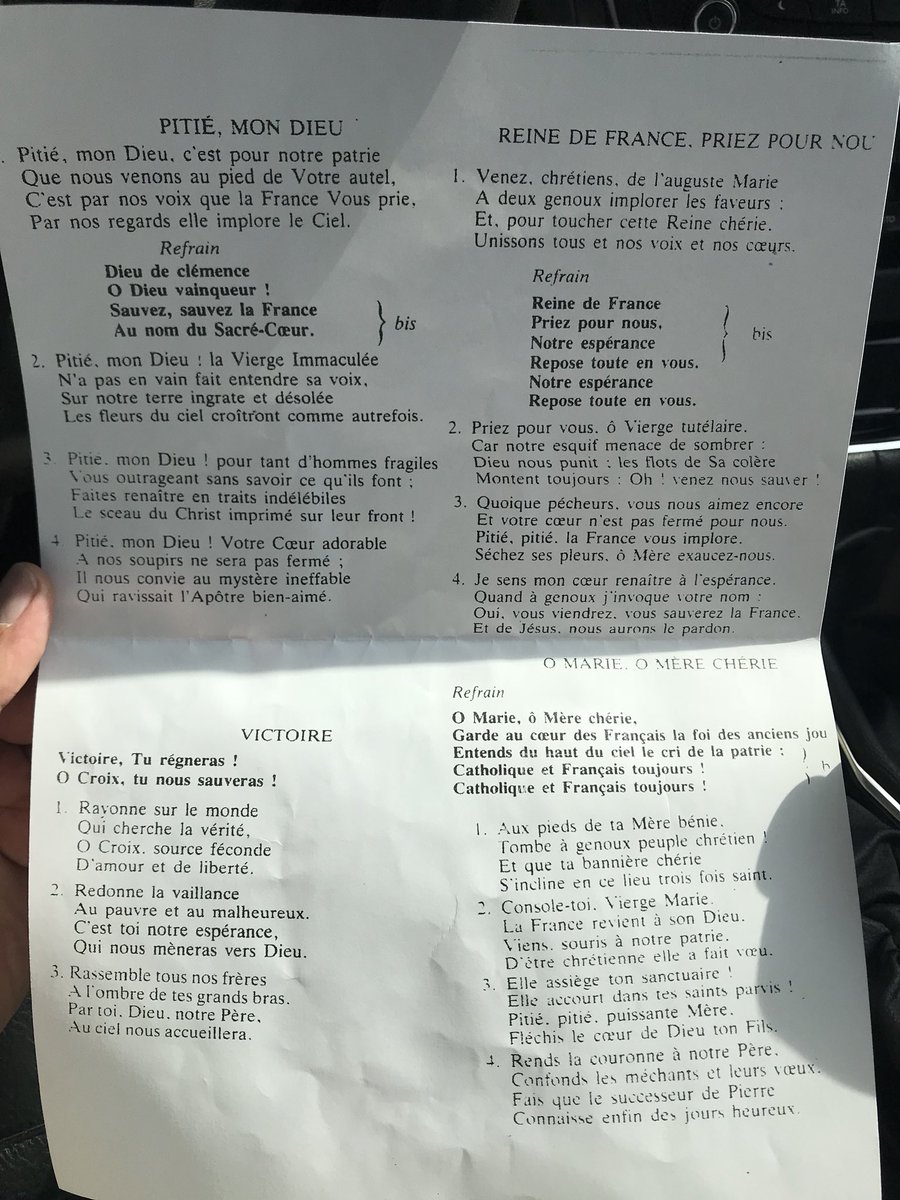 PITIÉ, MON DIEU
. Pitié, mon Dieu, c'est pour notre patrie
Que nous venons au pied de Votre autel,
C'est par nos voix que la France Vous prie,
Par nos regards elle implore le Ciel.
Refrain
Dieu de clémence
O Dieu vainqueur !
Sauvez, sauvez la France
Au nom du Sacré-Cœur.
bis
2. Pitié, mon Dieu ! la Vierge Immaculée
N'a pas en vain fait entendre sa voix,
Sur notre terre ingrate et désolée
Les fleurs du ciel croîtront comme autrefois.
3. Pitié, mon Dieu ! pour tant d'hommes fragiles
Vous outrageant sans savoir ce qu'ils font ;
Faites renaître en traits indélébiles
Le sceau du Christ imprimé sur leur front !
4 Pitié, mon Dieu ! Votre Cœur adorable
A nos soupirs ne sera pas fermé ;
Il nous convie au mystère ineffable
Qui ravissait l'Apôtre bien-aimé.
REINE DE FRANCE, PRIEZ POUR NOU
1. Venez, chrétiens, de l'auguste Marie
A deux genoux implorer les faveurs ;
Et, pour toucher cette Reine chérie.
Unissons tous et nos voix et nos cœurs.
Refrain
Reine de France
Priez pour nous,
Notre espérance
Repose toute en vous.
Notre espérance
Repose toute en vous.
bis
2. Priez pour vous, ô Vierge tutélaire.
Car notre esquif menace de sombrer :
Dieu nous punit : les flots de Sa colère
Montent toujours : Oh ! venez nous sauver !
3. Quoique pécheurs, vous nous aimez encore
Et votre cœur n'est pas fermé pour nous.
Pitié, pitié, la France vous implore.
Séchez ses pleurs, ô Mère exaucez-nous.
4. Je sens mon cœur renaître à l'espérance.
Quand à genoux j'invoque votre nom :
Oui, vous viendrez, vous sauverez la France.
Et de Jésus, nous aurons le pardon.
VICTOIRE
Victoire, Tu régneras !
O Croix, tu nous sauveras !
1. Rayonne sur le monde
Qui cherche la vérité,
O Croix, source féconde
D'amour et de liberté.
2. Redonne la vaillance
Au pauvre et au malheureux.
C'est toi notre espérance,
Qui nous mèneras vers Dieu.
3. Rassemble tous nos frères
A l'ombre de tes grands bras.
Par toi, Dieu, notre Père,
Au ciel nous accueillera.
O MARIE, O MÈRE CHÉRIE
Refrain
O Marie, ô Mère chérie,
Garde au cœur des Français la foi des anciens jou
Entends du haut du ciel le cri de la patrie :
Catholique et Français toujours !
Catholique et Français toujours !
b
1. Aux pieds de ta Mère bénie,
Tombe à genoux peuple chrétien !
Et que ta bannière chérie
S'incline en ce lieu trois fois saint.
2. Console-toi, Vierge Marie.
La France revient à son Dieu.
Viens, souris à notre patrie.
D'être chrétienne elle a fait vœu.
3. Elle assiège ton sanctuaire !
Elle accourt dans tes saints parvis !
Pitié, pitié, puissante Mère.
Fléchis le cœur de Dieu ton Fils.
4. Rends la couronne à notre Père.
Confonds les méchants et leurs vœux.
Fais que le successeur de Pierre
Connaisse enfin des jours heureux.